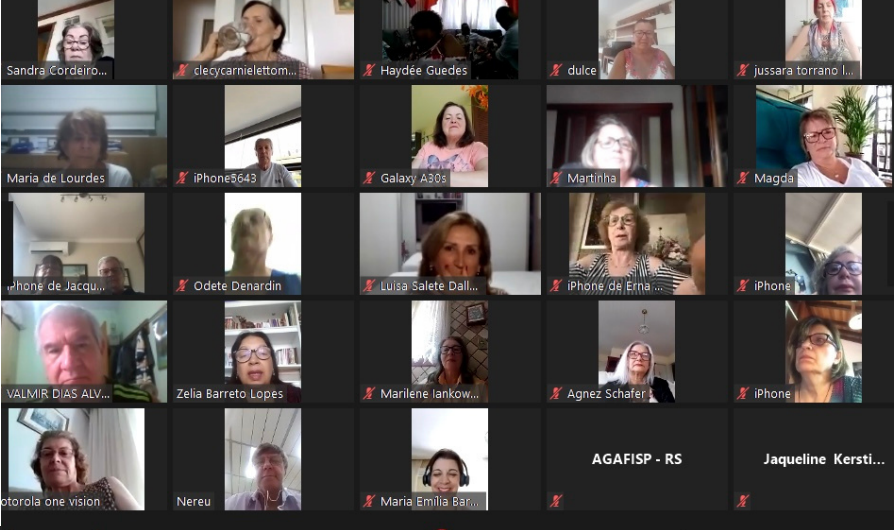 Sandra Cordeiro...
clecycarnielettom...
Haydée Guedes
dulce
jussara torrano l...
Maria de Lourdes
iPhone5643
Galaxy A30s
Martinha
Magda
iPhone de Jacqu...
Odete Denardin
Luisa Salete Dall...
iPhone de Erna ...
iPhone
VALMIR DIAS ALV...
Zelia Barreto Lopes
Marilene Iankow...
Agnez Schafer
iPhone
otorola one vision
Nereu
Maria Emília Bar...
AGAFISP - RS
Jaqueline Kersti...